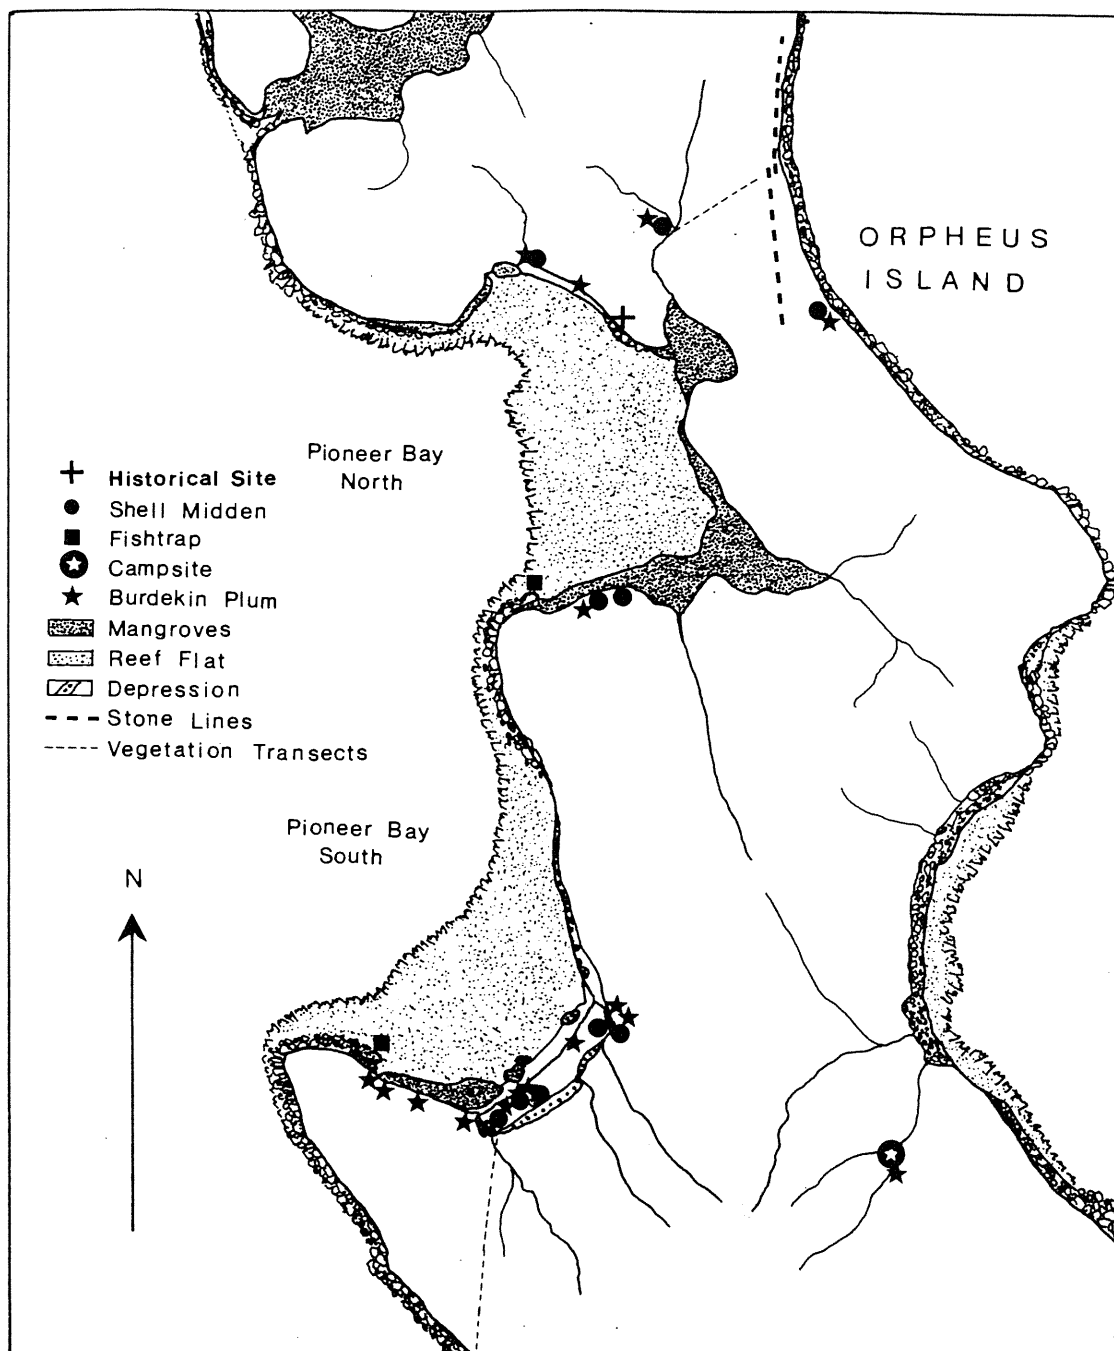 ORPHEUS
ISLAND
Pioneer Bay
North
Historical Site
Shell Midden
Fishtrap
Campsite
Burdekin Plum
Mangroves
Reef Flat
Depression
Stone Lines
Vegetation Transects
Pioneer Bay
South
N